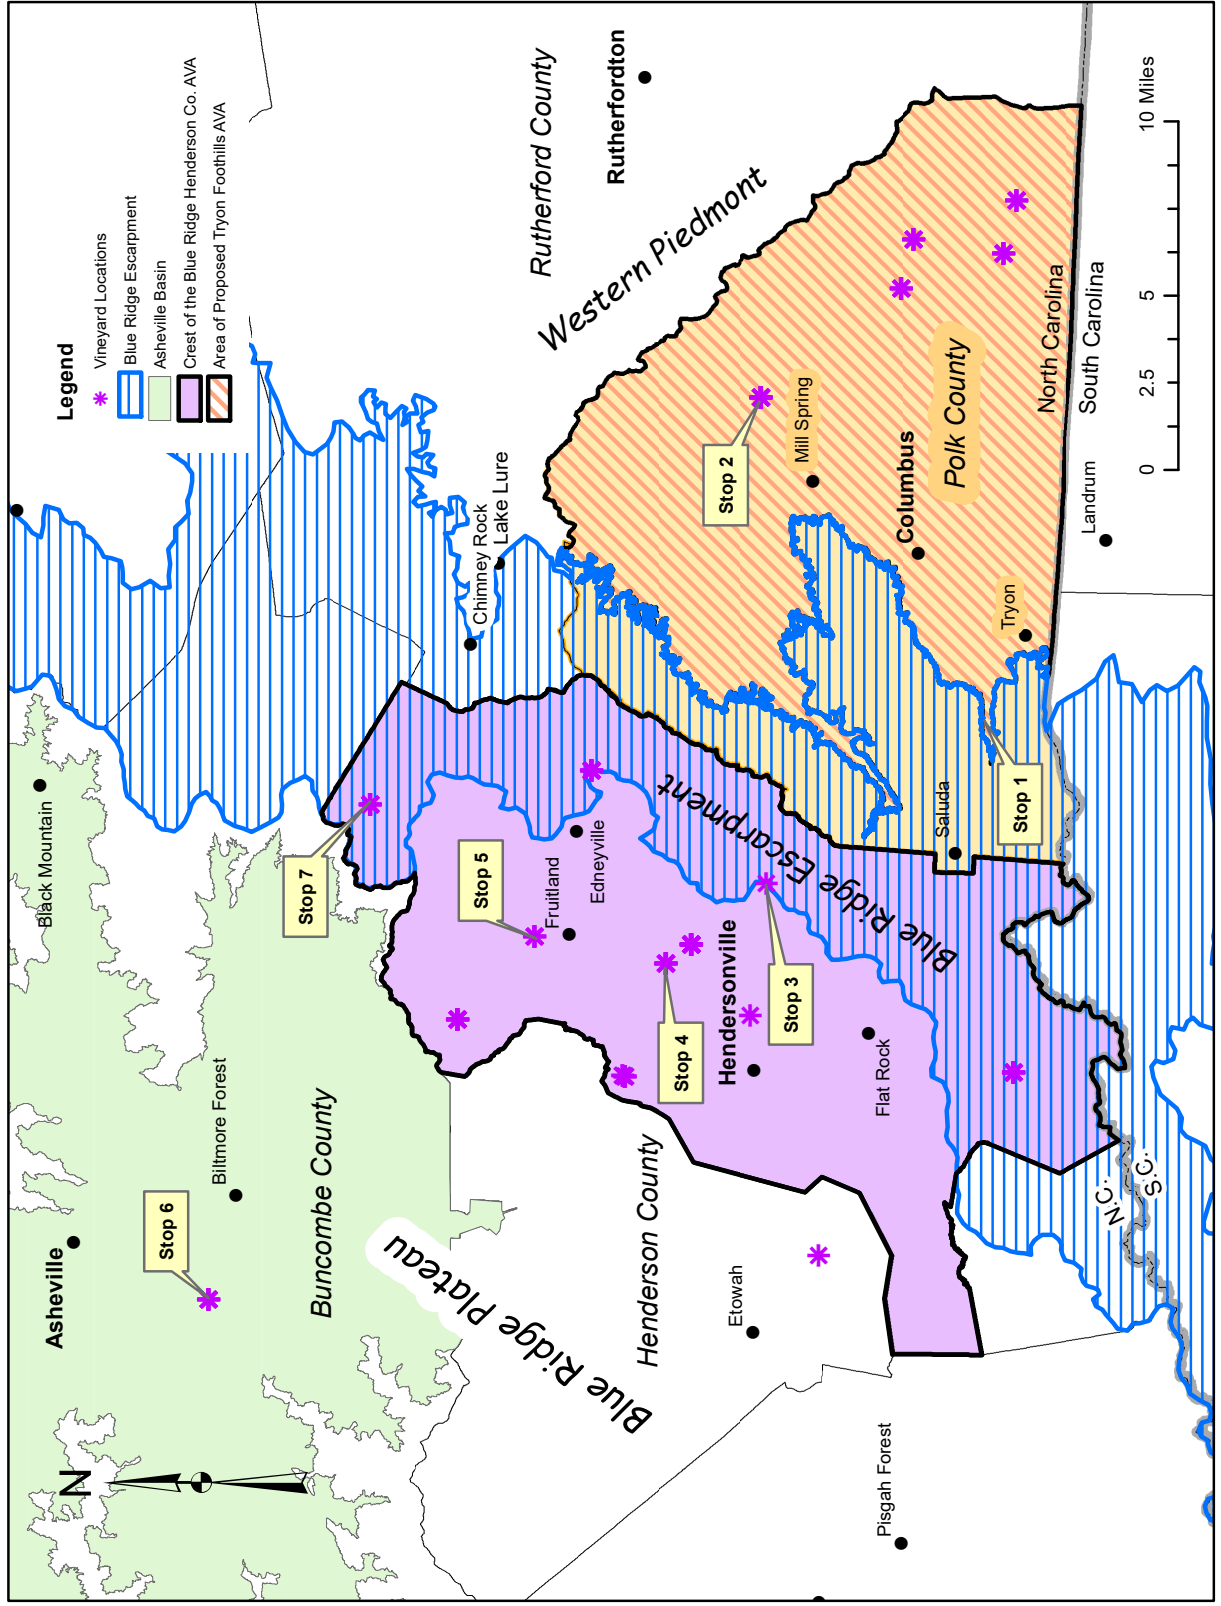 Legend
Vineyard Locations
Blue Ridge Escarpment
Asheville Basin
Crest of the Blue Ridge Henderson Co. AVA
Area of Proposed Tryon Foothills AVA
N
Asheville
Black Mountain
Stop 6
Biltmore Forest
Buncombe County
Stop 7
Blue Ridge Plateau
Chimney Rock
Lake Lure
Rutherford County
Rutherfordton
Western Piedmont
Stop 5
Fruitland
Edneyville
Henderson County
Stop 4
Hendersonville
Stop 3
Etowah
Flat Rock
Blue Ridge Escarpment
Pisgah Forest
Stop 2
Mill Spring
Columbus
Polk County
Saluda
Stop 1
Tryon
Landrum
North Carolina
South Carolina
N.C.
S.C.
0 2.5 5 10 Miles